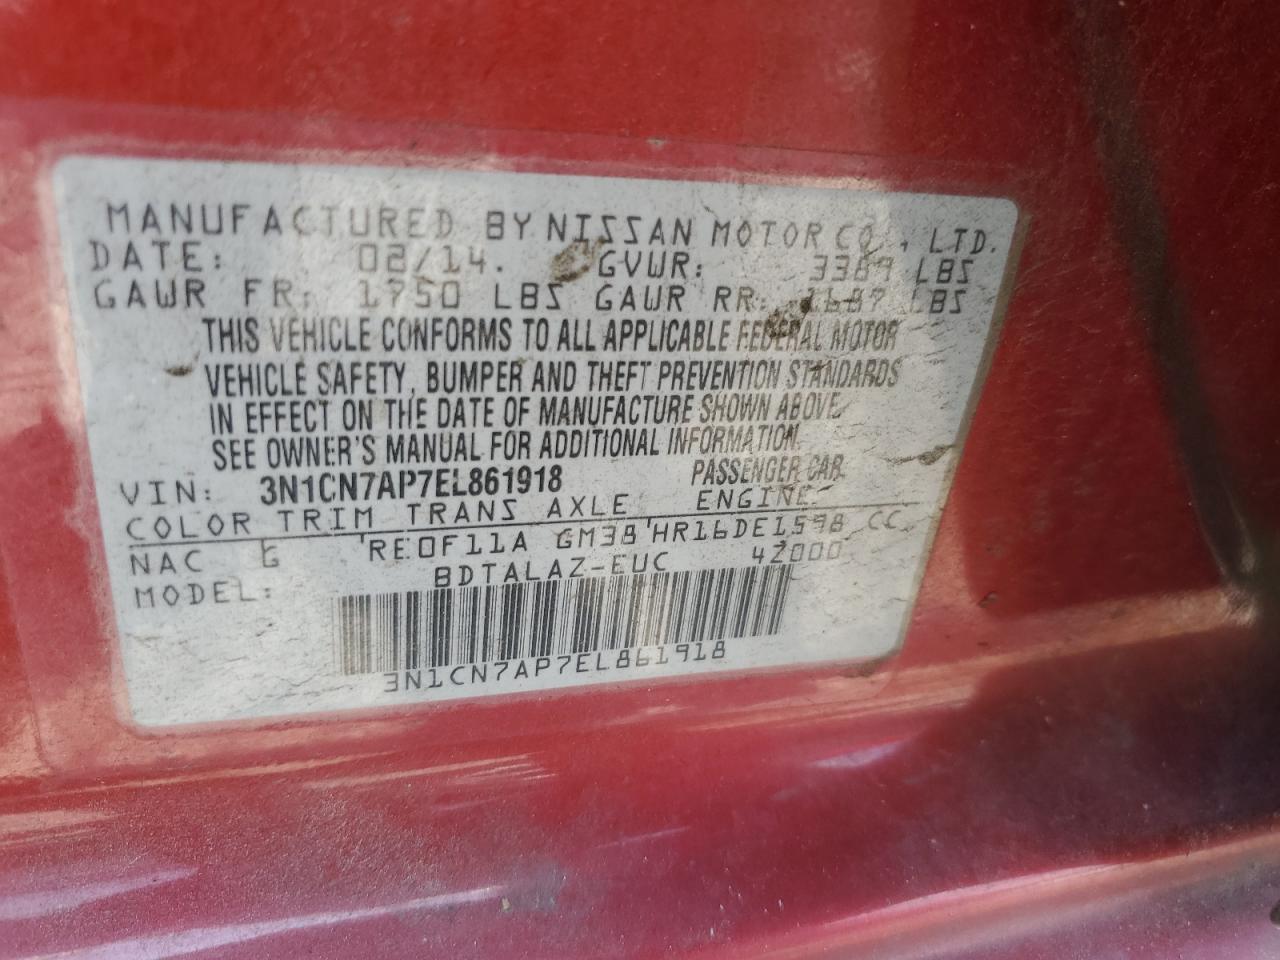 MANUFACTURED BY NISSAN MOTOR CO., LTD.
DATE: 02/14. GVWR: 3389 LBS
GAWR FR: 1750 LBS GAWR RR: 1687 LBS
THIS VEHICLE CONFORMS TO ALL APPLICABLE FEDERAL MOTOR
VEHICLE SAFETY, BUMPER AND THEFT PREVENTION STANDARDS
IN EFFECT ON THE DATE OF MANUFACTURE SHOWN ABOVE.
SEE OWNER'S MANUAL FOR ADDITIONAL INFORMATION.
VIN: 3N1CN7AP7EL861918 PASSENGER CAR
COLOR TRIM TRANS AXLE ENGINE
NAC G RE0F11A GM38 HR16DE1598 CC
MODEL: BDTALAZ-EUC 4Z000
3N1CN7AP7EL861918